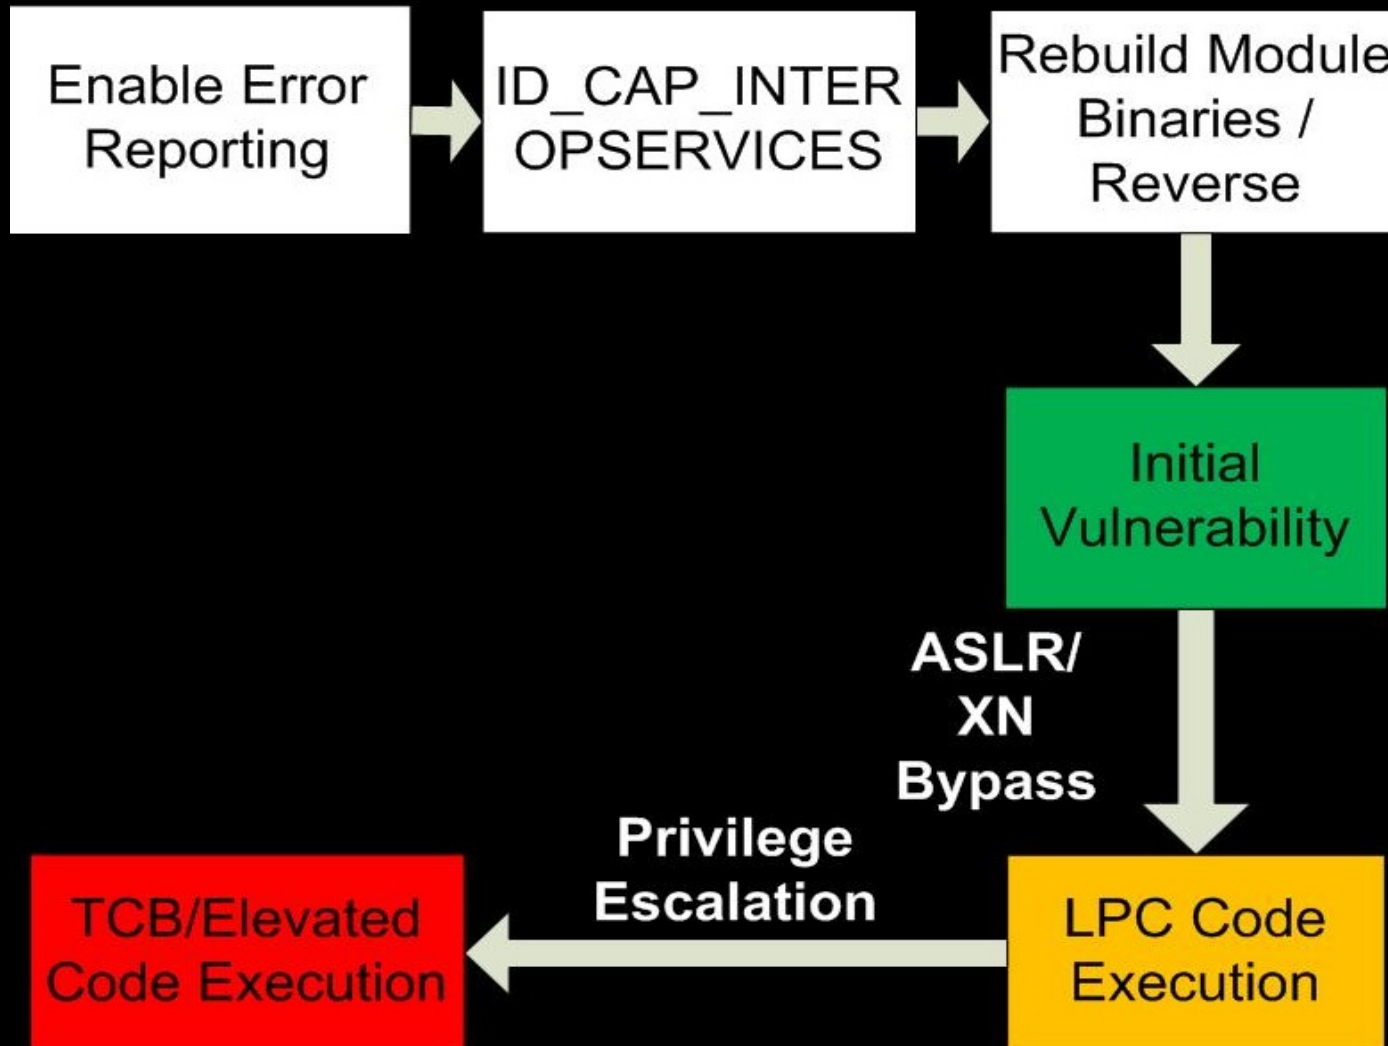 Enable Error
Reporting
ID_CAP_INTER
OPSERVICES
Rebuild Module
Binaries /
Reverse
Initial
Vulnerability
ASLR/
XN
Bypass
LPC Code
Execution
Privilege
Escalation
TCB/Elevated
Code Execution